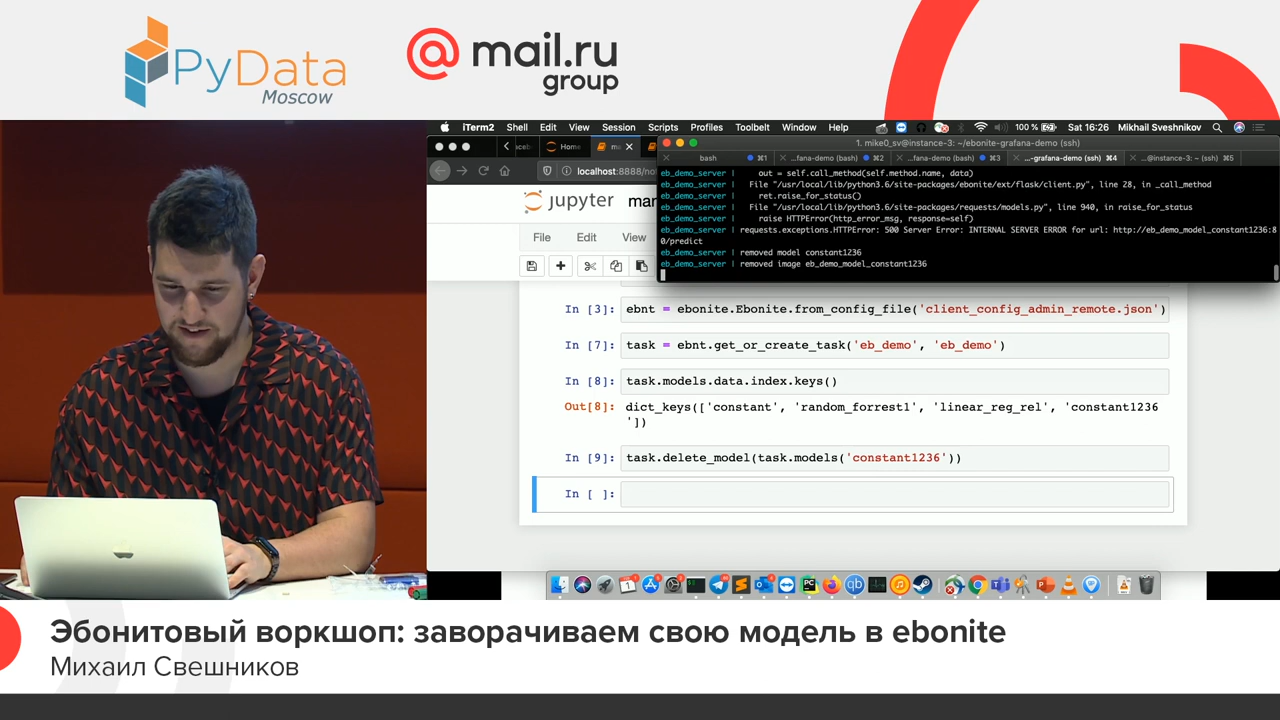 PyData
Moscow
@mail.ru
group
iTerm2 Shell Edit View Session Scripts Profiles Toolbelt Window Help 100 % Sat 16:26 Mikhail Sveshnikov
1. mike0_sv@instance-3: ~/ebonite-grafana-demo (ssh)
bash ⌘1 ...fana-demo (bash) ⌘2 ...fana-demo (bash) ⌘3 ...-grafana-demo (ssh) ⌘4 ...@instance-3: ~ (ssh) ⌘5
eb_demo_server | out = self.call_method(self.method.name, data)
eb_demo_server | File "/usr/local/lib/python3.6/site-packages/ebonite/ext/flask/client.py", line 28, in _call_method
eb_demo_server | ret.raise_for_status()
eb_demo_server | File "/usr/local/lib/python3.6/site-packages/requests/models.py", line 940, in raise_for_status
eb_demo_server | raise HTTPError(http_error_msg, response=self)
eb_demo_server | requests.exceptions.HTTPError: 500 Server Error: INTERNAL SERVER ERROR for url: http://eb_demo_model_constant1236:8
0/predict
eb_demo_server | removed model constant1236
eb_demo_server | removed image eb_demo_model_constant1236
Home
localhost:8888/no
jupyter
File Edit View
In [3]: ebnt = ebonite.Ebonite.from_config_file('client_config_admin_remote.json')
In [7]: task = ebnt.get_or_create_task('eb_demo', 'eb_demo')
In [8]: task.models.data.index.keys()
Out[8]: dict_keys(['constant', 'random_forrest1', 'linear_reg_rel', 'constant1236
'])
In [9]: task.delete_model(task.models('constant1236'))
In [ ]:
Эбонитовый воркшоп: заворачиваем свою модель в ebonite
Михаил Свешников